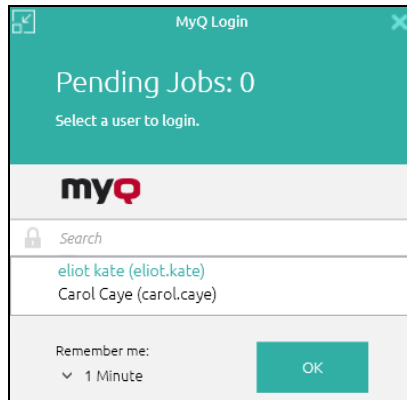 MyQ Login
Pending Jobs: 0
Select a user to login.
myQ
Search
eliot kate (eliot.kate)
Carol Caye (carol.caye)
Remember me:
1 Minute
OK